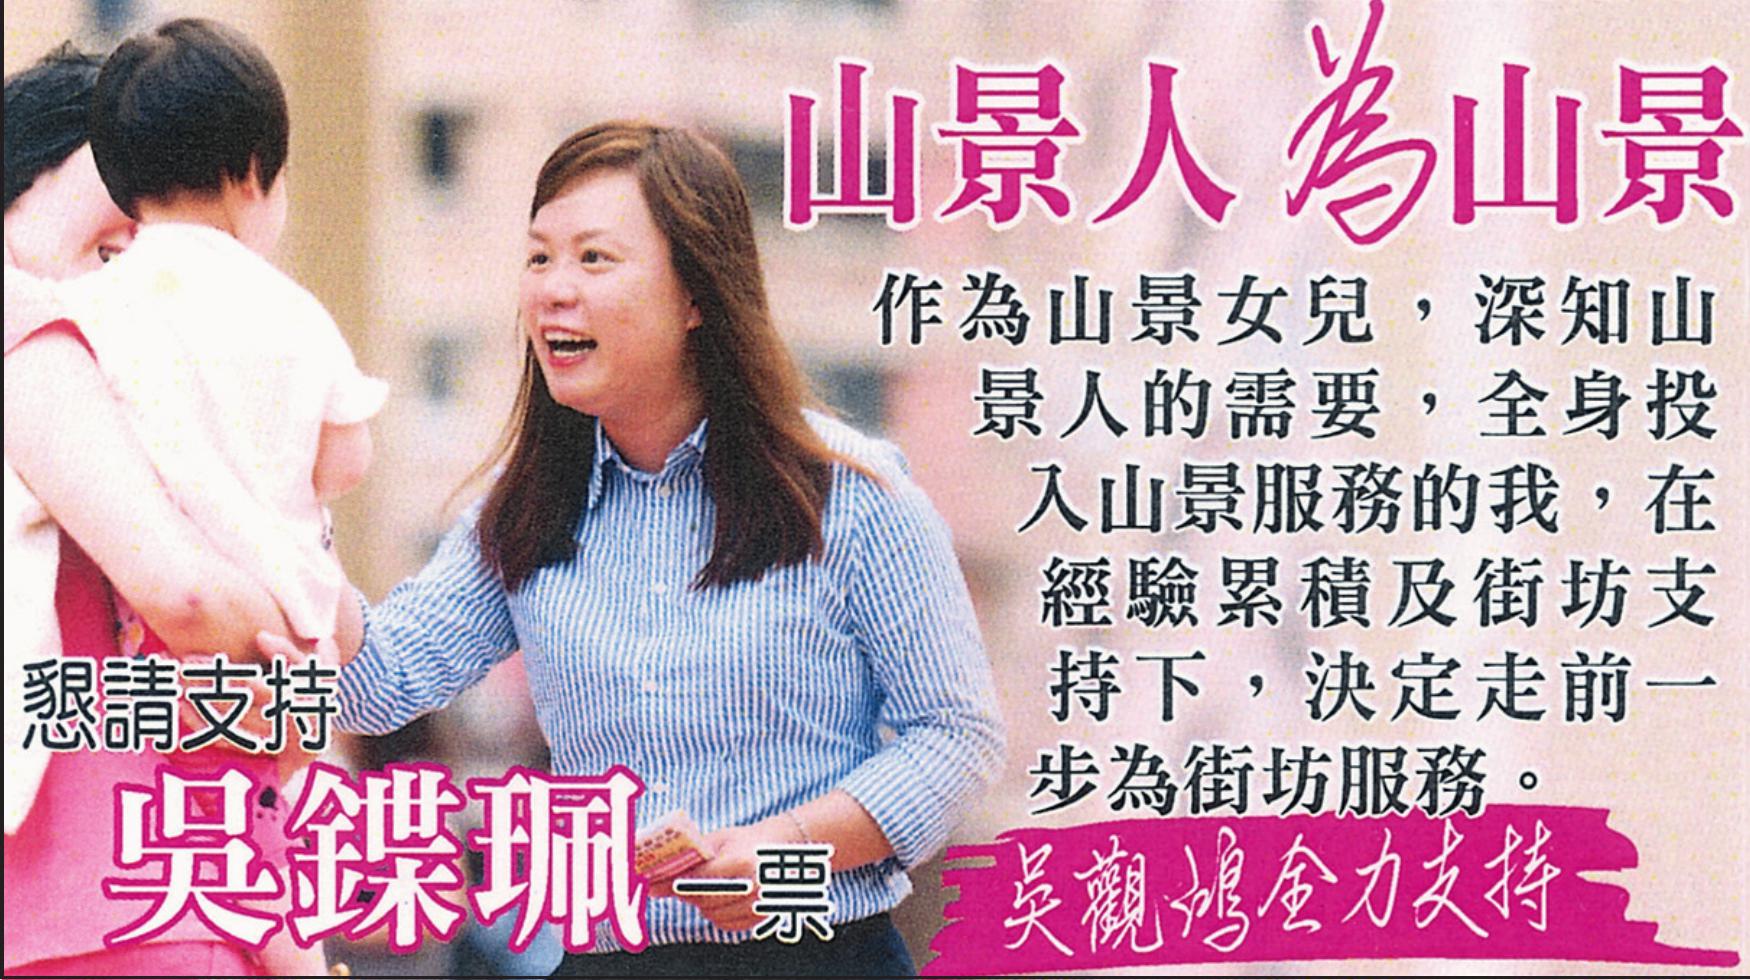 山景人為山景
作為山景女兒，深知山
景人的需要，全身投
入山景服務的我，在
經驗累積及街坊支
持下，決定走前一
步為街坊服務。
吳觀鴻全力支持
懇請支持
吳鍱珮一票